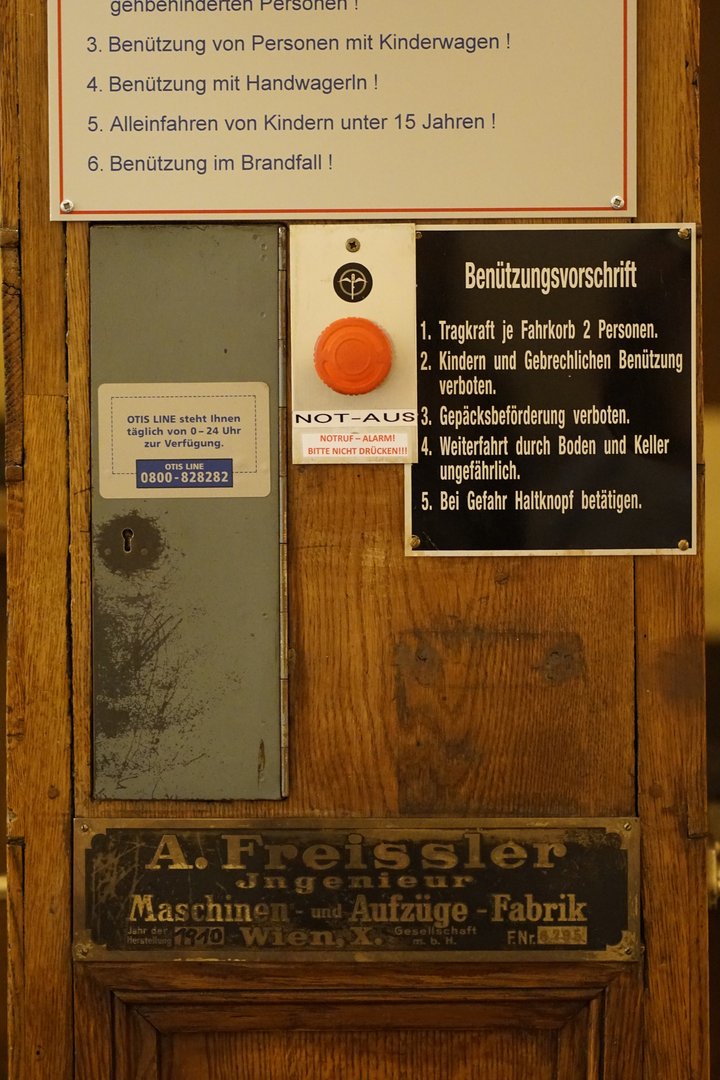 genbehinderten Personen !
3. Benützung von Personen mit Kinderwagen !
4. Benützung mit Handwagerln !
5. Alleinfahren von Kindern unter 15 Jahren !
6. Benützung im Brandfall !
OTIS LINE steht Ihnen
täglich von 0–24 Uhr
zur Verfügung.
OTIS LINE
0800-828282
NOT-AUS
NOTRUF – ALARM!
BITTE NICHT DRÜCKEN!!!
Benützungsvorschrift
1. Tragkraft je Fahrkorb 2 Personen.
2. Kindern und Gebrechlichen Benützung
verboten.
3. Gepäcksbeförderung verboten.
4. Weiterfahrt durch Boden und Keller
ungefährlich.
5. Bei Gefahr Haltknopf betätigen.
A. Freissler
Jngenieur
Maschinen - und Aufzüge - Fabrik
Jahr der
Herstellung 1910 - Wien, X. Gesellschaft
m. b. H. F. Nr.